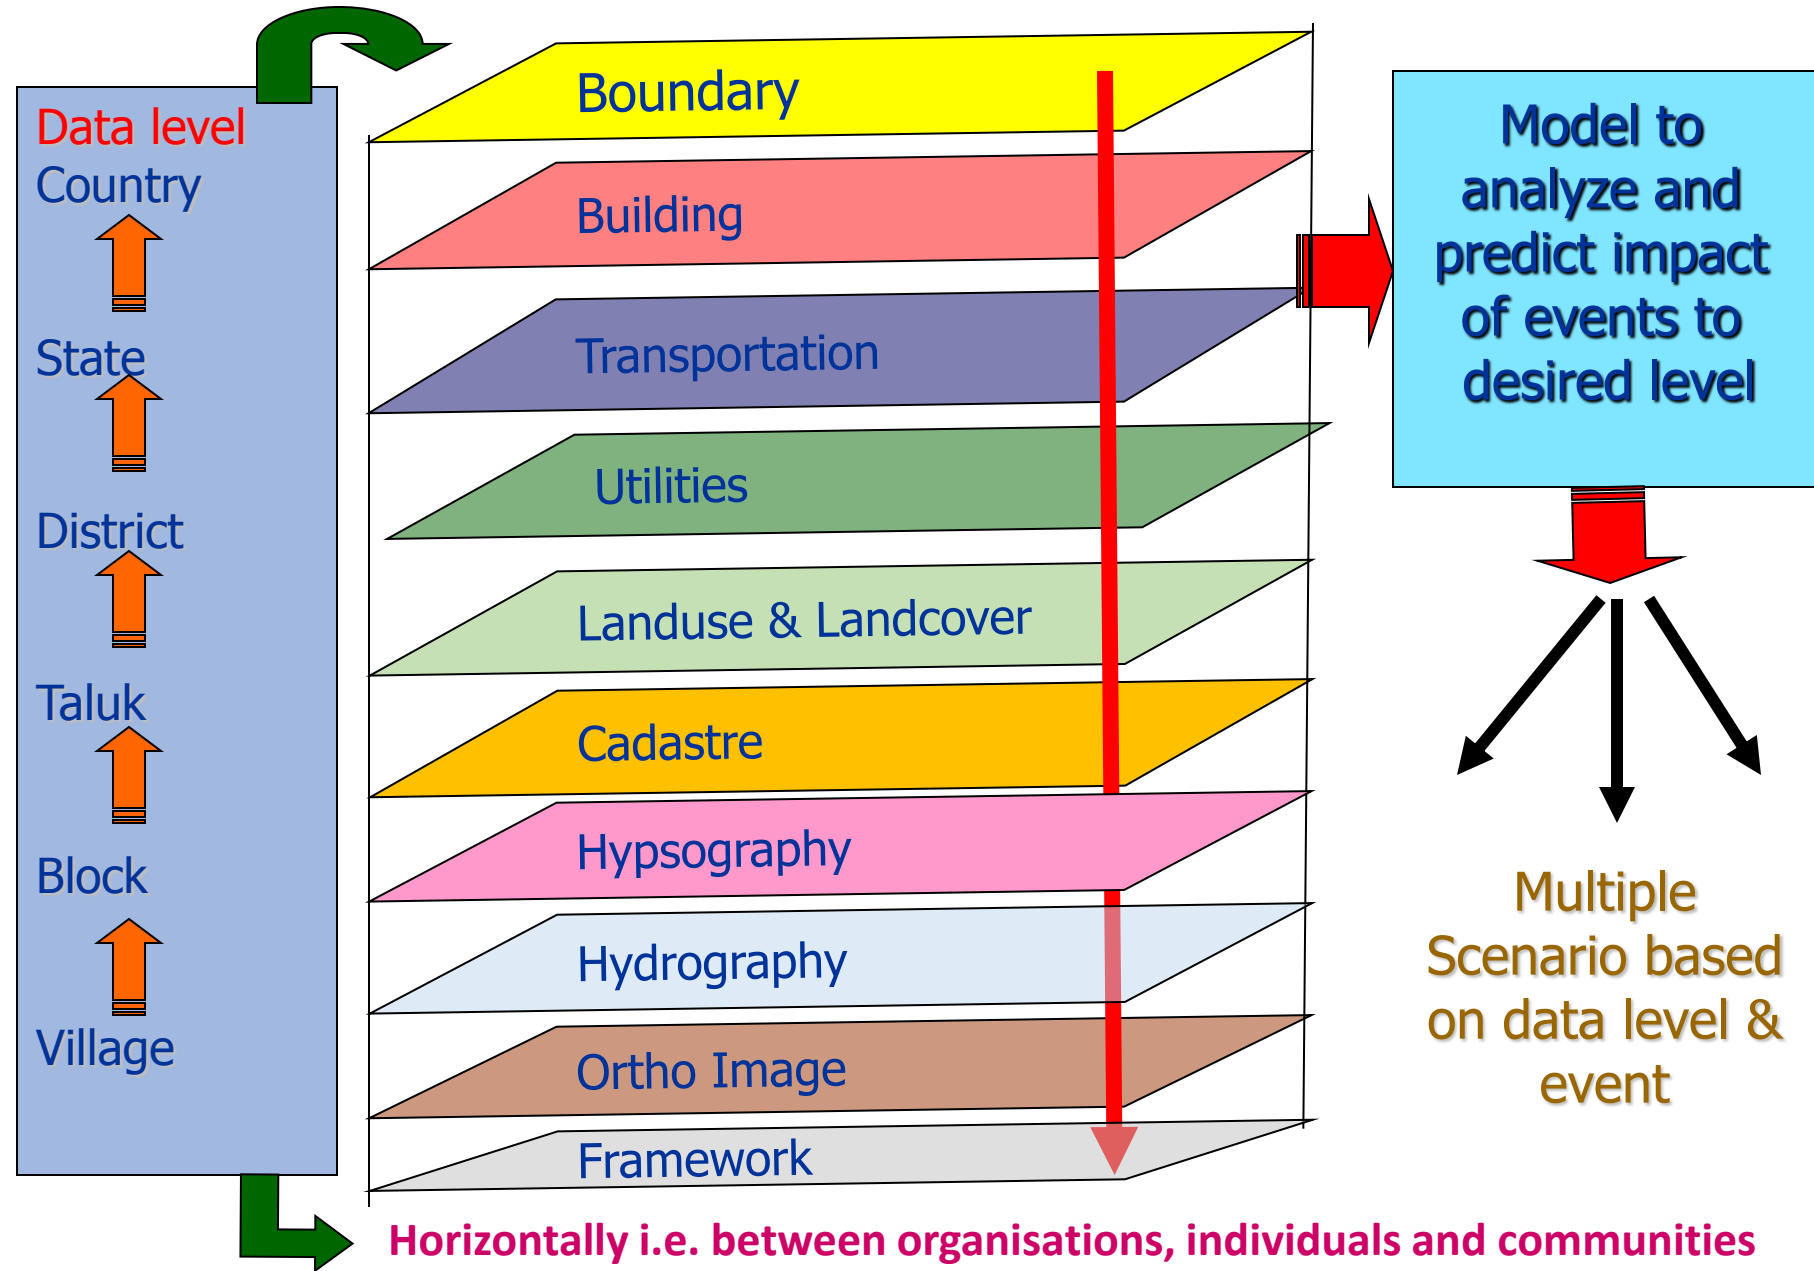 Data level
Country
State
District
Taluk
Block
Village
Boundary
Building
Transportation
Utilities
Landuse & Landcover
Cadastre
Hypsography
Hydrography
Ortho Image
Framework
Model to
analyze and
predict impact
of events to
desired level
Multiple
Scenario based
on data level &
event
Horizontally i.e. between organisations, individuals and communities